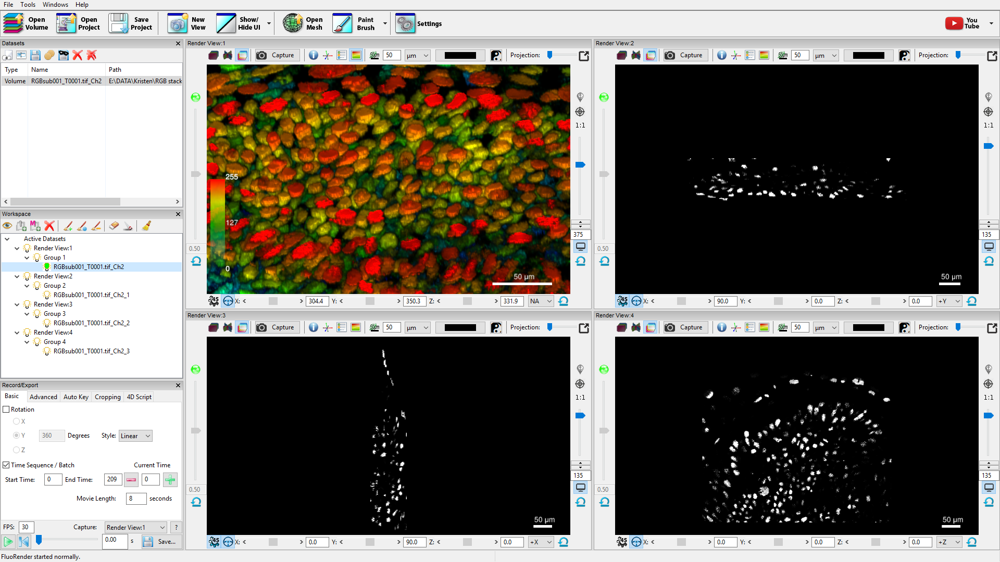 File Tools Windows Help
Open Volume
Open Project
Save Project
New View
Show/ Hide UI
Open Mesh
Paint Brush
Settings
You Tube
Datasets
Type Name Path
Volume RGBsub001_T0001.tif_Ch2 E:\DATA\Kristen\RGB stack
Workspace
Active Datasets
Render View:1
Group 1
RGBsub001_T0001.tif_Ch2
Render View:2
Group 2
RGBsub001_T0001.tif_Ch2_1
Render View:3
Group 3
RGBsub001_T0001.tif_Ch2_2
Render View:4
Group 4
RGBsub001_T0001.tif_Ch2_3
Record/Export
Basic Advanced Auto Key Cropping 4D Script
Rotation
X
Y 360 Degrees Style: Linear
Z
Time Sequence / Batch Current Time
Start Time: 0 End Time: 209 0
Movie Length: 8 seconds
FPS: 30 Capture: Render View:1 ?
0.00 s Save...
Render View:1
Capture 50 µm Projection:
1:1
255
127
0
50 µm
375
0.50
X: 304.4 Y: 350.3 Z: 331.9 NA
Render View:2
Capture 50 µm Projection:
1:1
50 µm
135
0.50
X: 90.0 Y: 0.0 Z: 0.0 +Y
Render View:3
Capture 50 µm Projection:
1:1
50 µm
135
0.50
X: 0.0 Y: 90.0 Z: 0.0 +X
Render View:4
Capture 50 µm Projection:
1:1
50 µm
135
0.50
X: 0.0 Y: 0.0 Z: 0.0 +Z
FluoRender started normally.